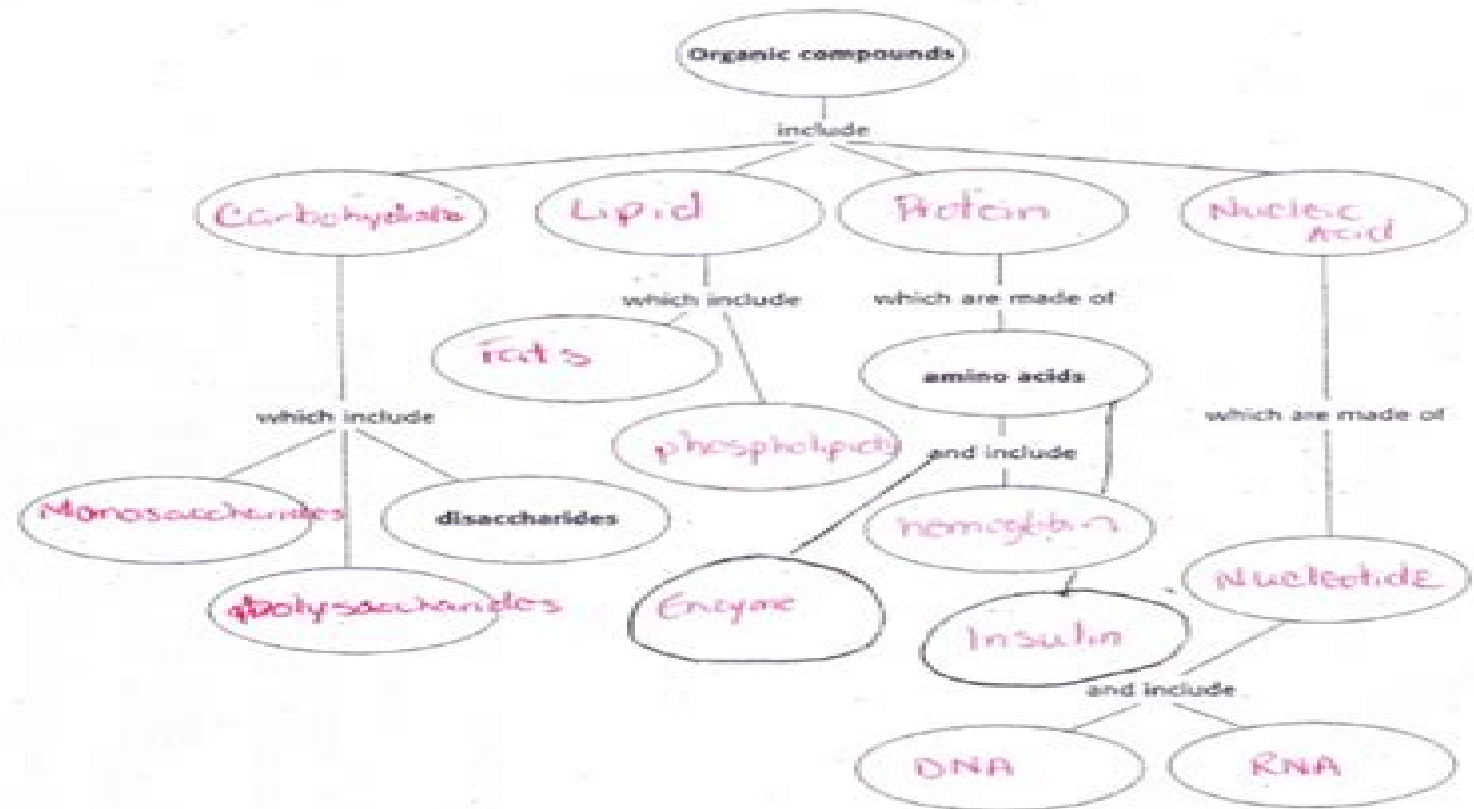 Organic compounds
include
Carbohydrate
Lipid
Protein
Nucleic
Acid
which include
which are made of
Fats
amino acids
which include
which are made of
phospholipids
and include
Monosaccharides
disaccharides
hemoglobin
Polysaccharides
Enzyme
Nucleotide
Insulin
and include
DNA
RNA